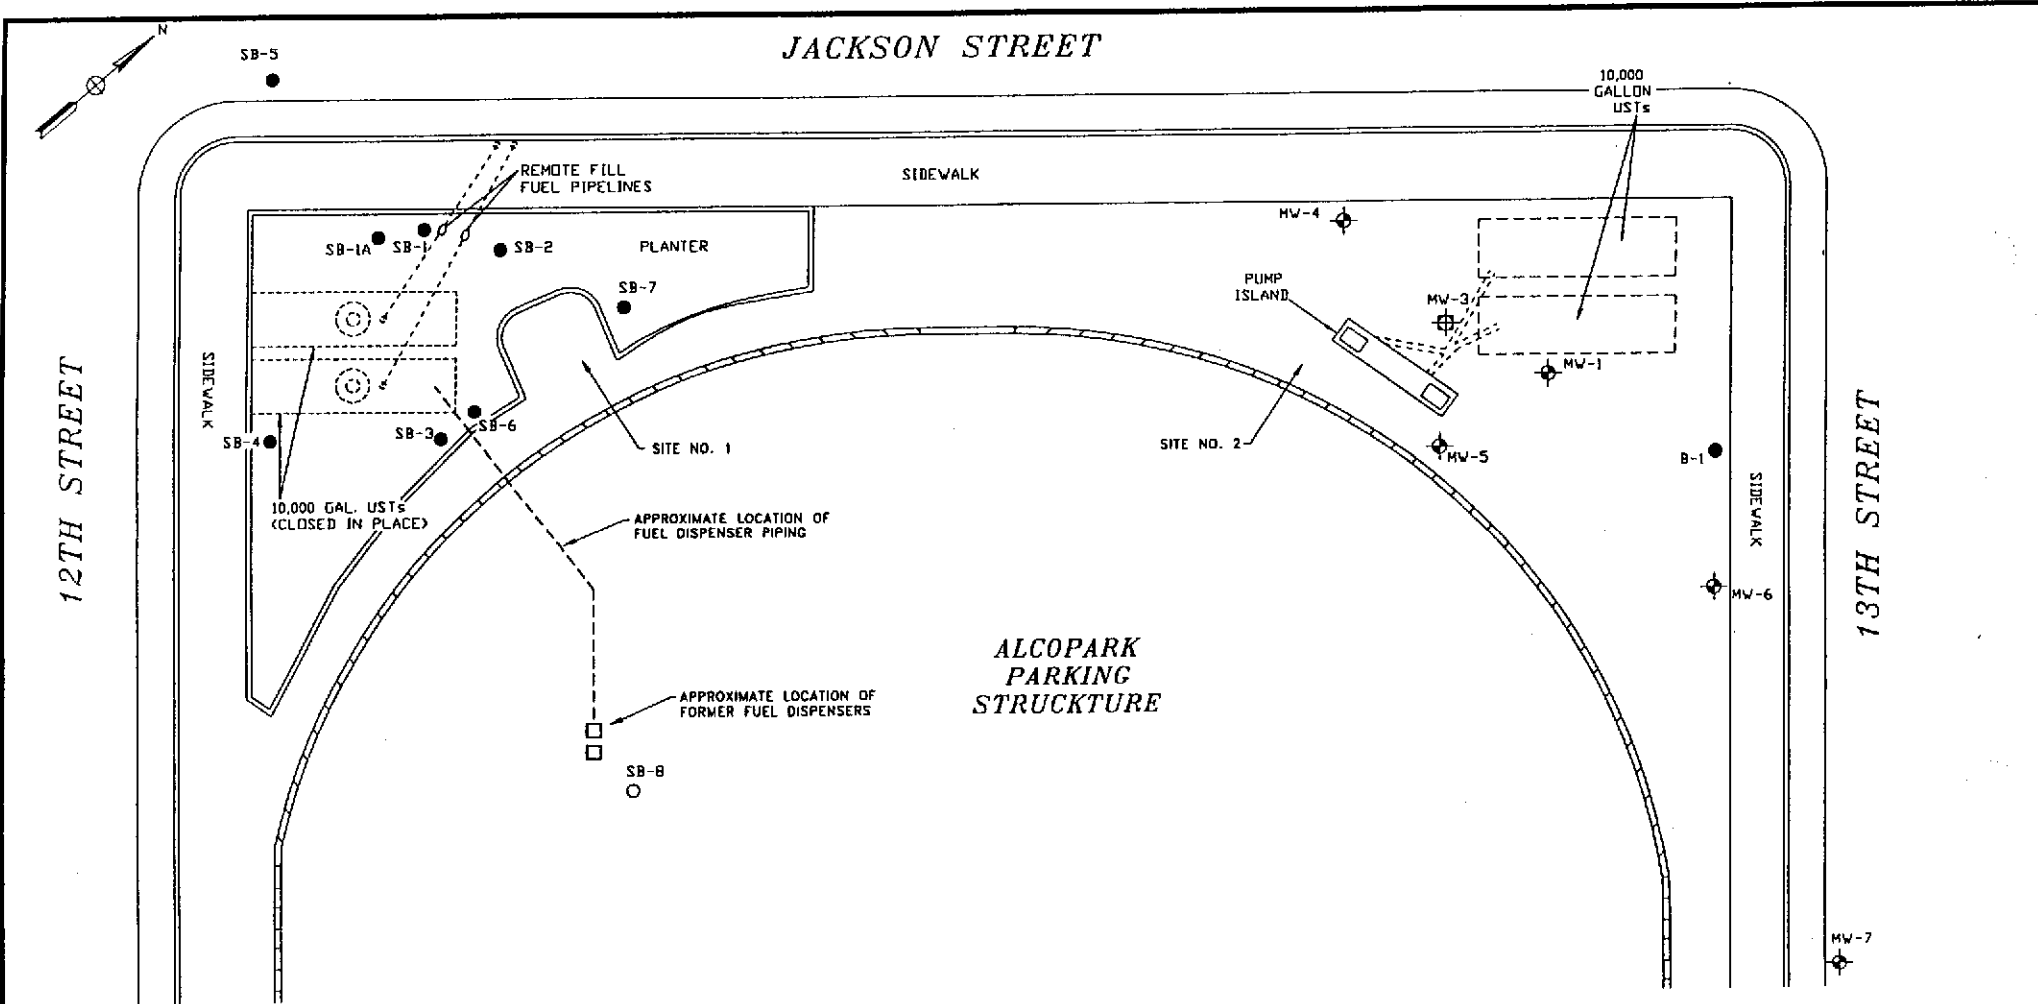 N
SB-5
JACKSON STREET
10,000
GALLON
USTs
REMOTE FILL
FUEL PIPELINES
SIDEWALK
MW-4
SB-1A
SB-1
SB-2
PLANTER
SB-7
PUMP
ISLAND
MW-3
MW-1
SIDEWALK
12TH STREET
SB-4
SB-3
SB-6
SITE NO. 1
SITE NO. 2
MW-5
B-1
SIDEWALK
13TH STREET
10,000 GAL. USTs
(CLOSED IN PLACE)
APPROXIMATE LOCATION OF
FUEL DISPENSER PIPING
MW-6
ALCOPARK
PARKING
STRUCKTURE
APPROXIMATE LOCATION OF
FORMER FUEL DISPENSERS
SB-8
MW-7